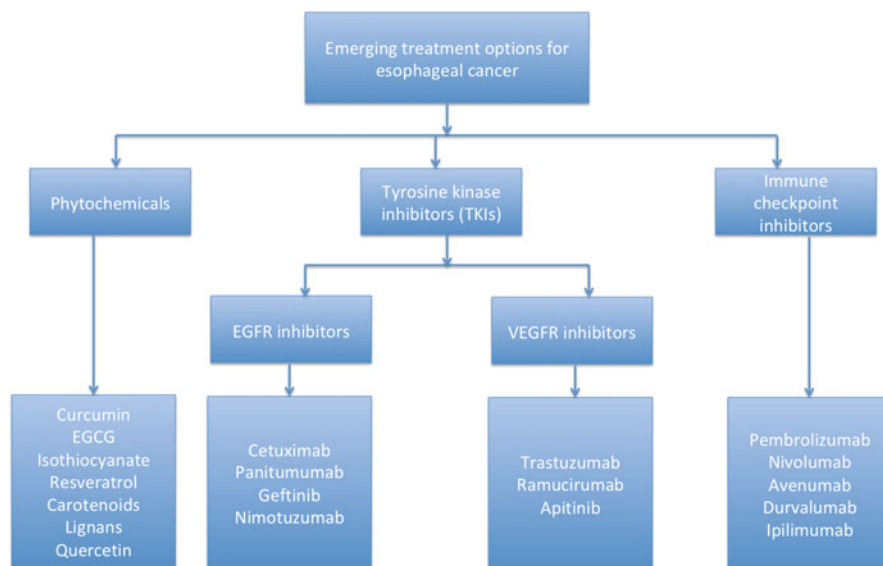 Emerging treatment options for
esophageal cancer
Phytochemicals
Tyrosine kinase
inhibitors (TKIs)
Immune
checkpoint
inhibitors
EGFR inhibitors
VEGFR inhibitors
Curcumin
EGCG
Isothiocyanate
Resveratrol
Carotenoids
Lignans
Quercetin
Cetuximab
Panitumumab
Geftinib
Nimotuzumab
Trastuzumab
Ramucirumab
Apitinib
Pembrolizumab
Nivolumab
Avenumab
Durvalumab
Ipilimumab